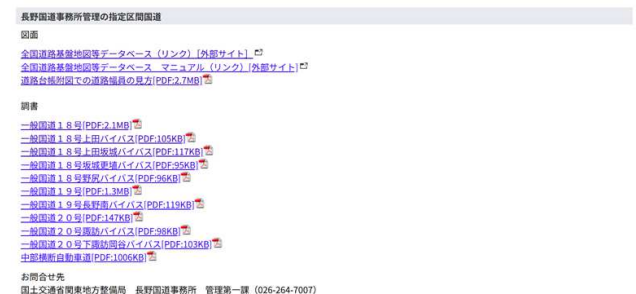 長野国道事務所管理の指定区間国道
図面
全国道路基盤地図等データベース（リンク）[外部サイト]
全国道路基盤地図等データベース　マニュアル（リンク）[外部サイト]
道路台帳附図での道路幅員の見方[PDF:2.7MB]
調書
一般国道１８号[PDF:2.1MB]
一般国道１８号上田バイパス[PDF:105KB]
一般国道１８号上田坂城バイパス[PDF:117KB]
一般国道１８号坂城更埴バイパス[PDF:95KB]
一般国道１８号野尻バイパス[PDF:96KB]
一般国道１９号[PDF:1.3MB]
一般国道１９号長野南バイパス[PDF:119KB]
一般国道２０号[PDF:147KB]
一般国道２０号諏訪バイパス[PDF:98KB]
一般国道２０号下諏訪岡谷バイパス[PDF:103KB]
中部横断自動車道[PDF:1006KB]
お問合せ先
国土交通省関東地方整備局　長野国道事務所　管理第一課（026-264-7007）